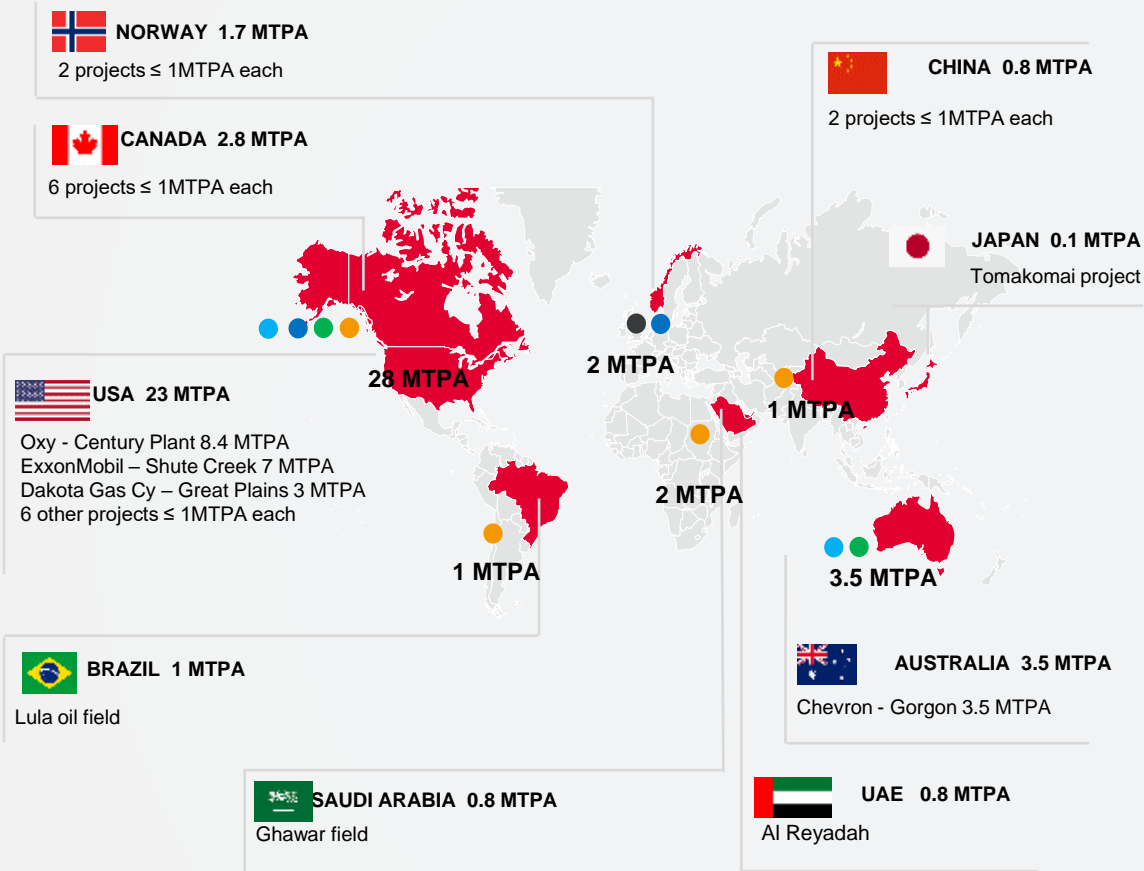 NORWAY 1.7 MTPA
2 projects ≤ 1MTPA each
CANADA 2.8 MTPA
6 projects ≤ 1MTPA each
CHINA 0.8 MTPA
2 projects ≤ 1MTPA each
JAPAN 0.1 MTPA
Tomakomai project
28 MTPA
2 MTPA
1 MTPA
2 MTPA
1 MTPA
3.5 MTPA
USA 23 MTPA
Oxy - Century Plant 8.4 MTPA
ExxonMobil – Shute Creek 7 MTPA
Dakota Gas Cy – Great Plains 3 MTPA
6 other projects ≤ 1MTPA each
BRAZIL 1 MTPA
Lula oil field
AUSTRALIA 3.5 MTPA
Chevron - Gorgon 3.5 MTPA
SAUDI ARABIA 0.8 MTPA
Ghawar field
UAE 0.8 MTPA
Al Reyadah